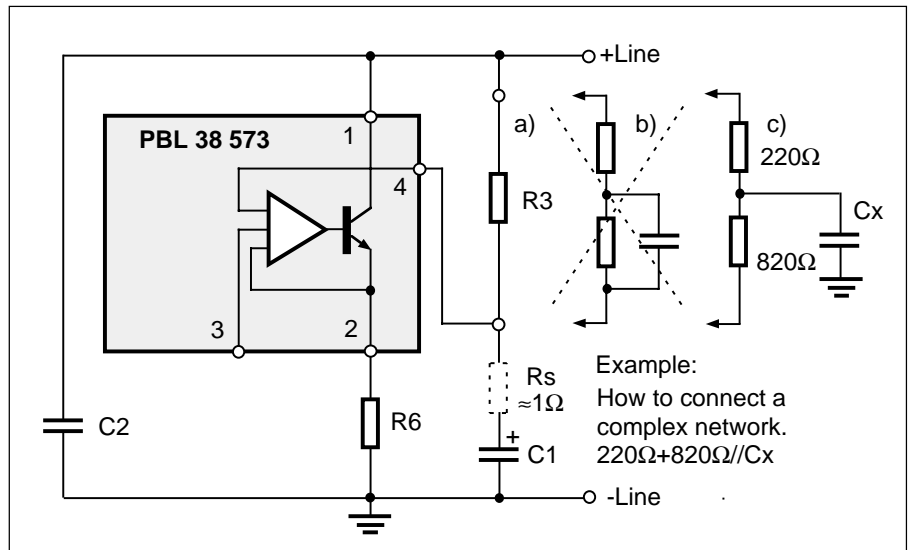 +Line
PBL 38 573
1
a)
b)
c)
220Ω
4
R3
Cx
820Ω
3
2
Example:
Rs
≈1Ω
How to connect a
C2
R6
+
complex network.
C1
220Ω+820Ω//Cx
-Line